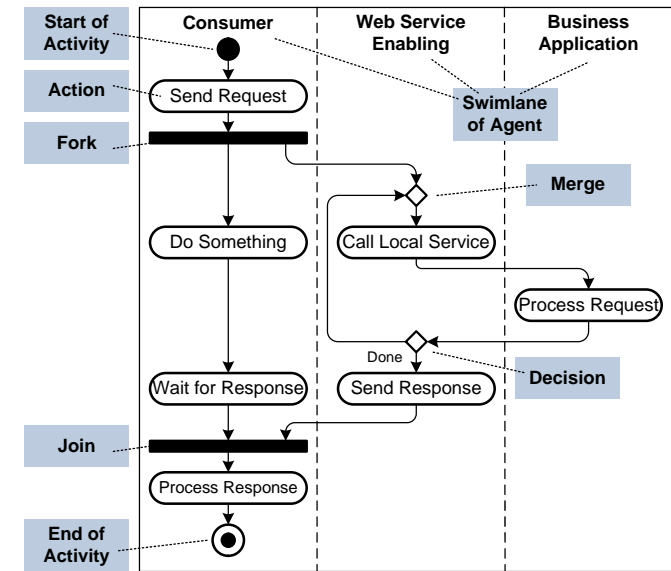 Start of
Activity
Consumer
Web Service
Enabling
Business
Application
Action
Send Request
Swimlane
of Agent
Fork
Merge
Do Something
Call Local Service
Process Request
Done
Decision
Wait for Response
Send Response
Join
Process Response
End of
Activity